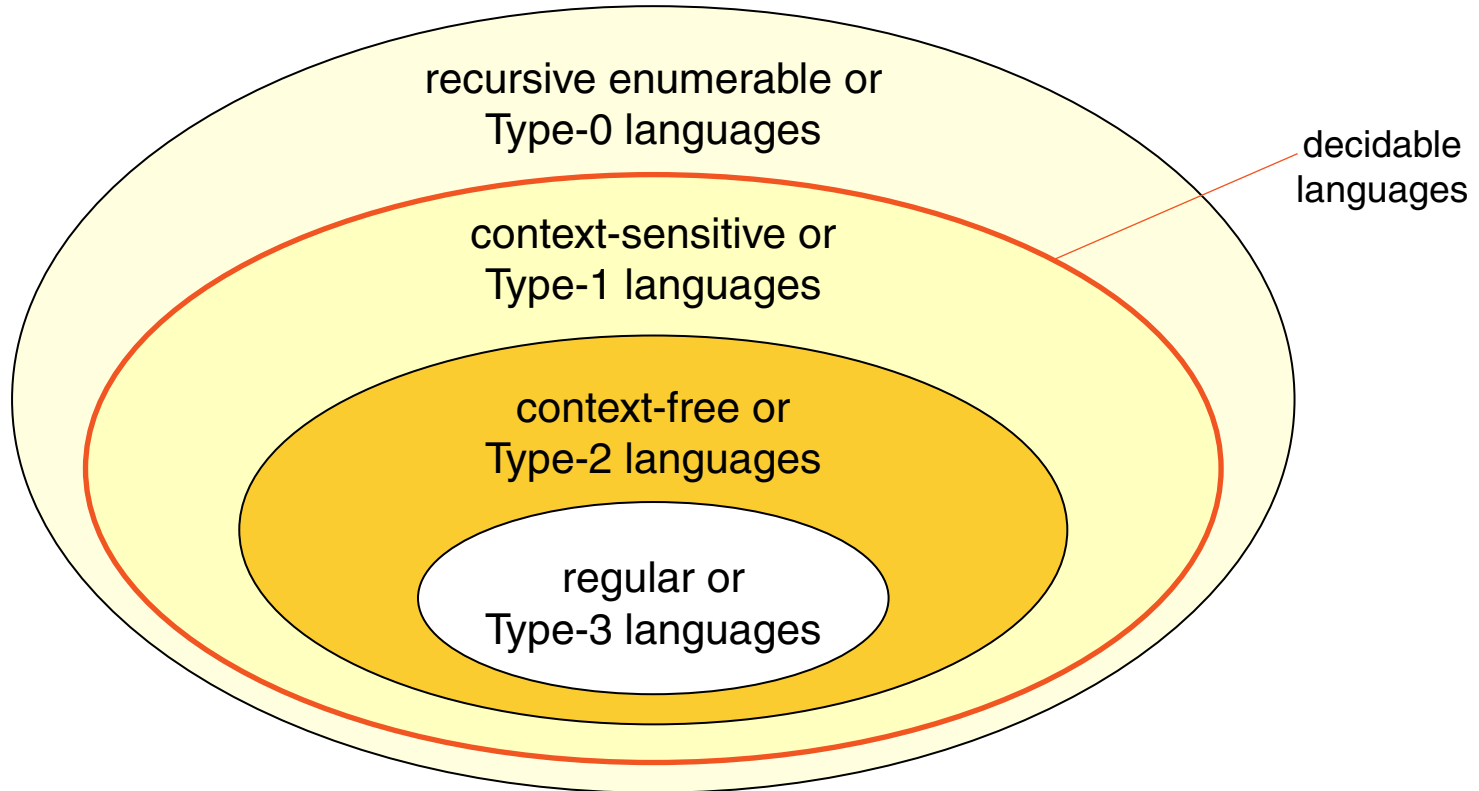 recursive enumerable or
Type-0 languages
decidable
languages
context-sensitive or
Type-1 languages
context-free or
Type-2 languages
regular or
Type-3 languages